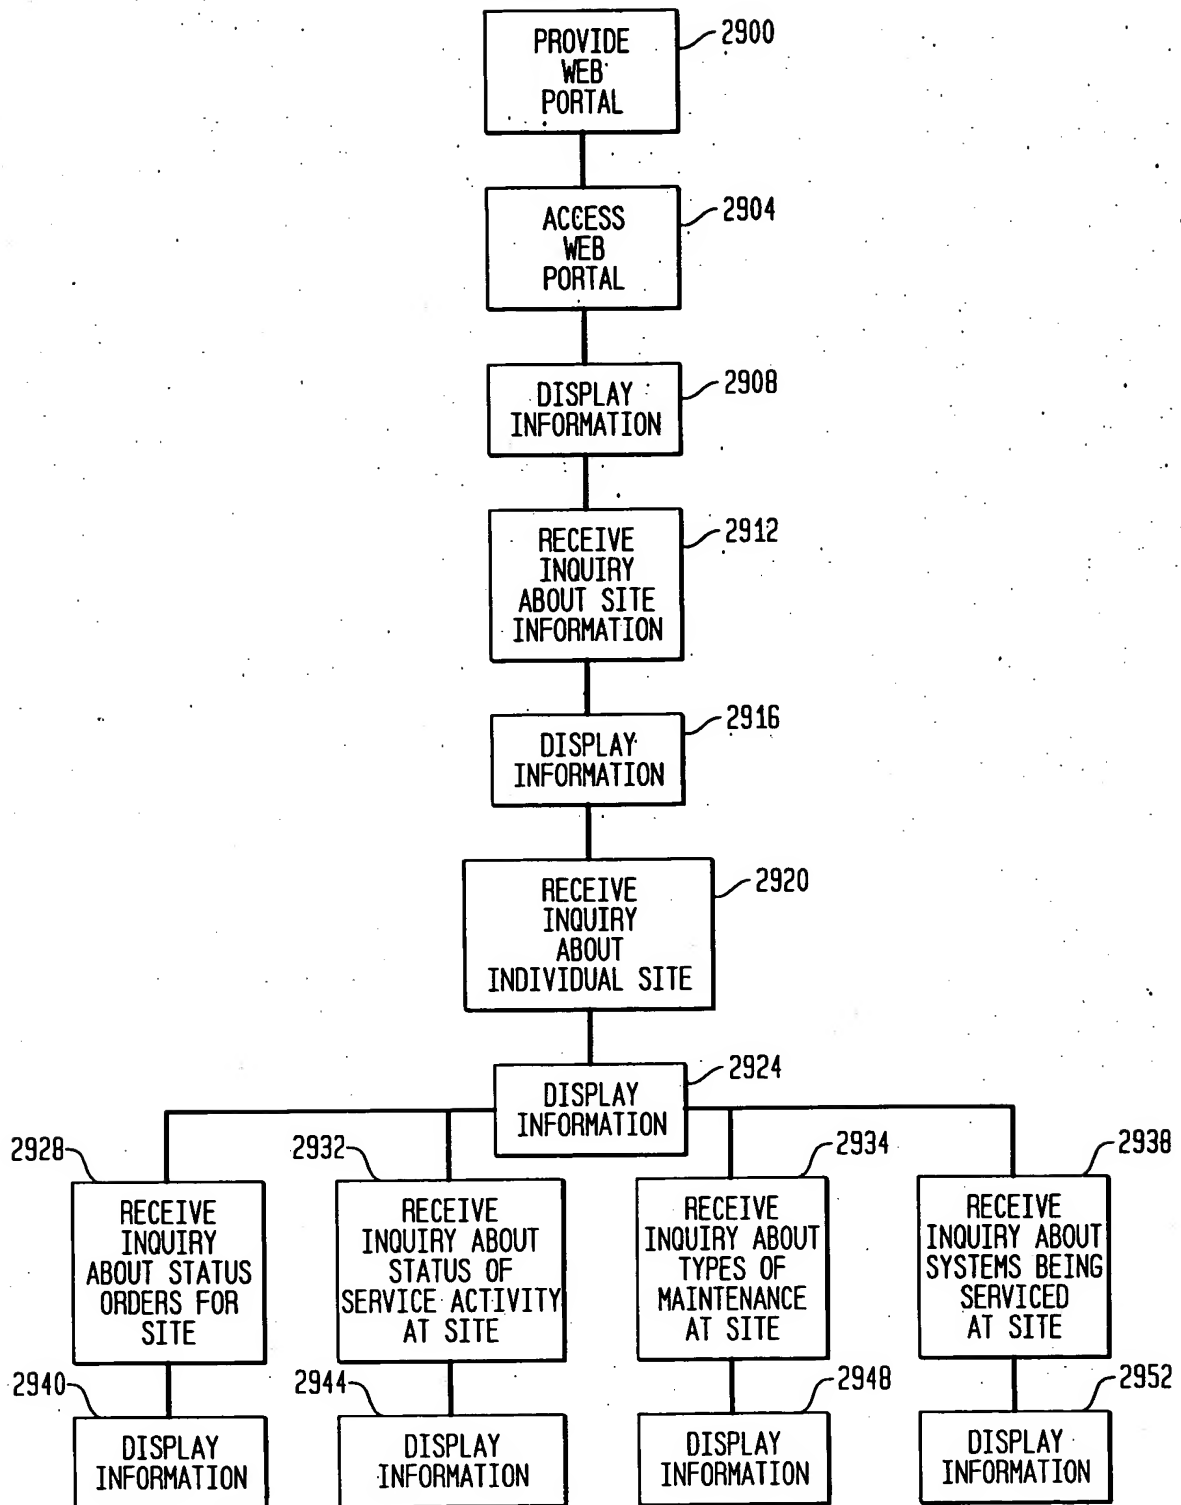 PROVIDE
WEB
PORTAL
2900
ACCESS
WEB
PORTAL
2904
DISPLAY
INFORMATION
2908
RECEIVE
INQUIRY
ABOUT SITE
INFORMATION
2912
DISPLAY
INFORMATION
2916
RECEIVE
INQUIRY
ABOUT
INDIVIDUAL SITE
2920
DISPLAY
INFORMATION
2924
2928
RECEIVE
INQUIRY
ABOUT STATUS
ORDERS FOR
SITE
2932
RECEIVE
INQUIRY ABOUT
STATUS OF
SERVICE ACTIVITY
AT SITE
2934
RECEIVE
INQUIRY ABOUT
TYPES OF
MAINTENANCE
AT SITE
2938
RECEIVE
INQUIRY ABOUT
SYSTEMS BEING
SERVICED
AT SITE
2940
DISPLAY
INFORMATION
2944
DISPLAY
INFORMATION
2948
DISPLAY
INFORMATION
2952
DISPLAY
INFORMATION